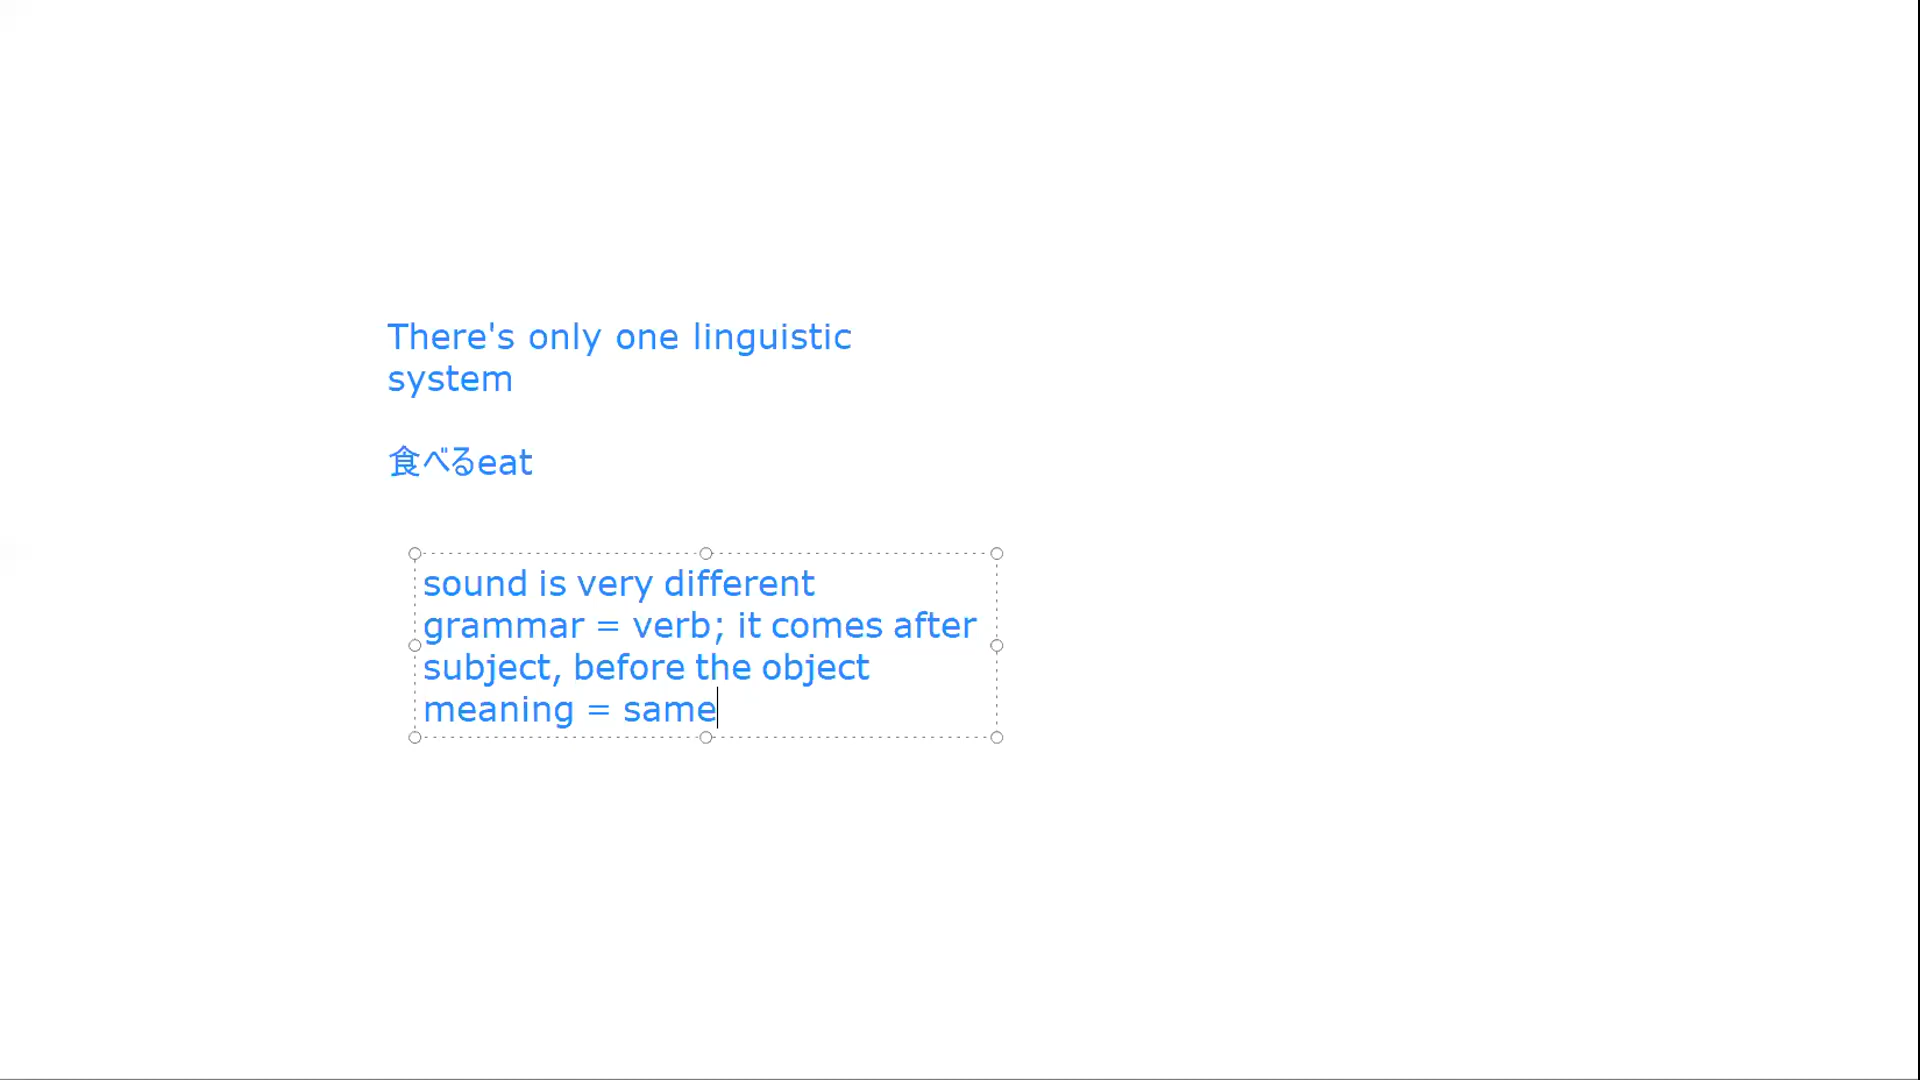 There's only one linguistic
system
食べるeat
sound is very different
grammar = verb; it comes after
subject, before the object
meaning = same